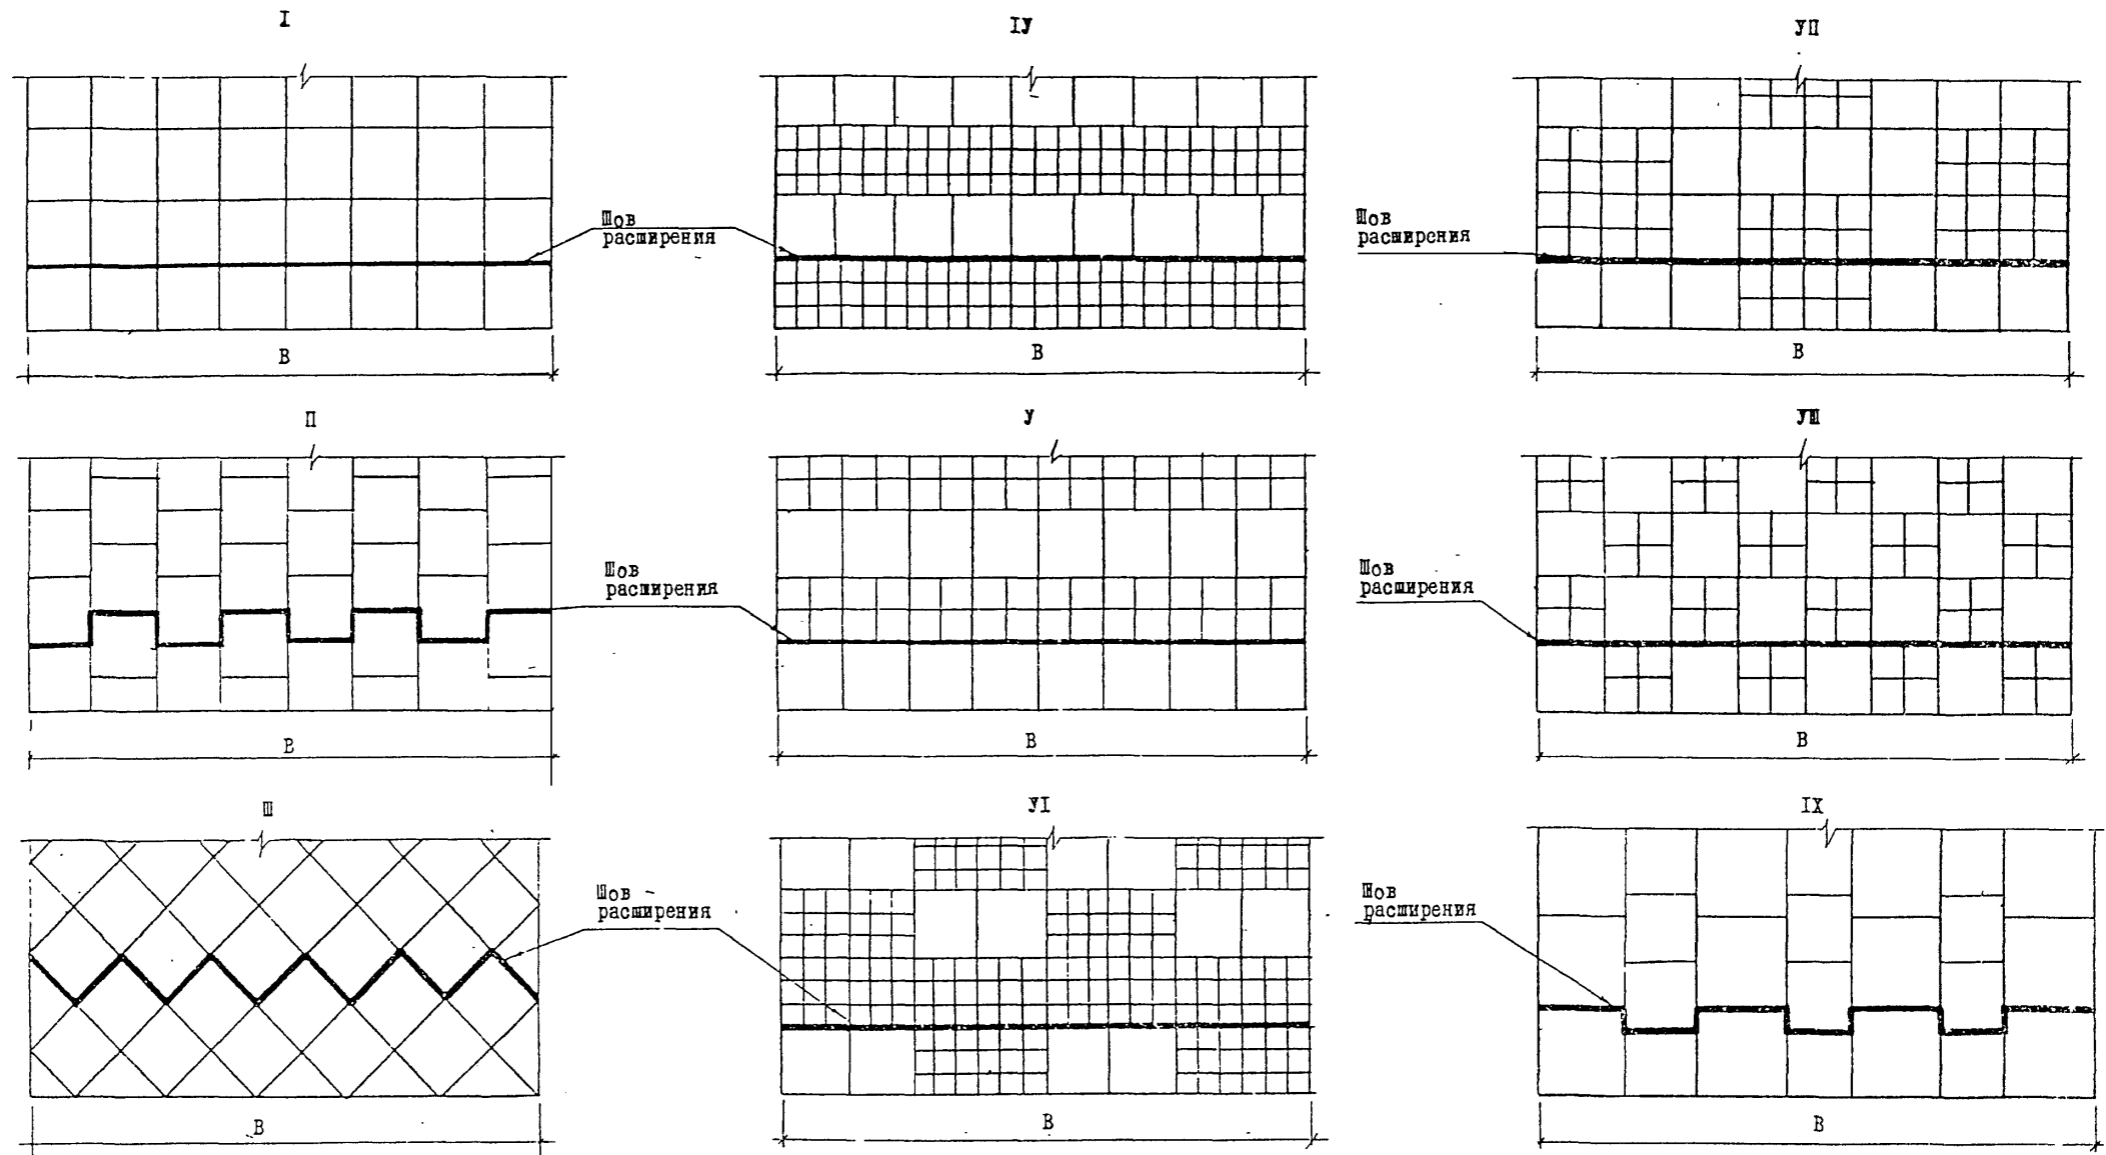 I
IУ
УП
Шов
расширения
Шов
расширения
В
В
В
П
У
УШ
Шов
расширения
Шов
расширения
В
В
В
Ш
УI
IX
Шов
расширения
Шов
расширения
В
В
В